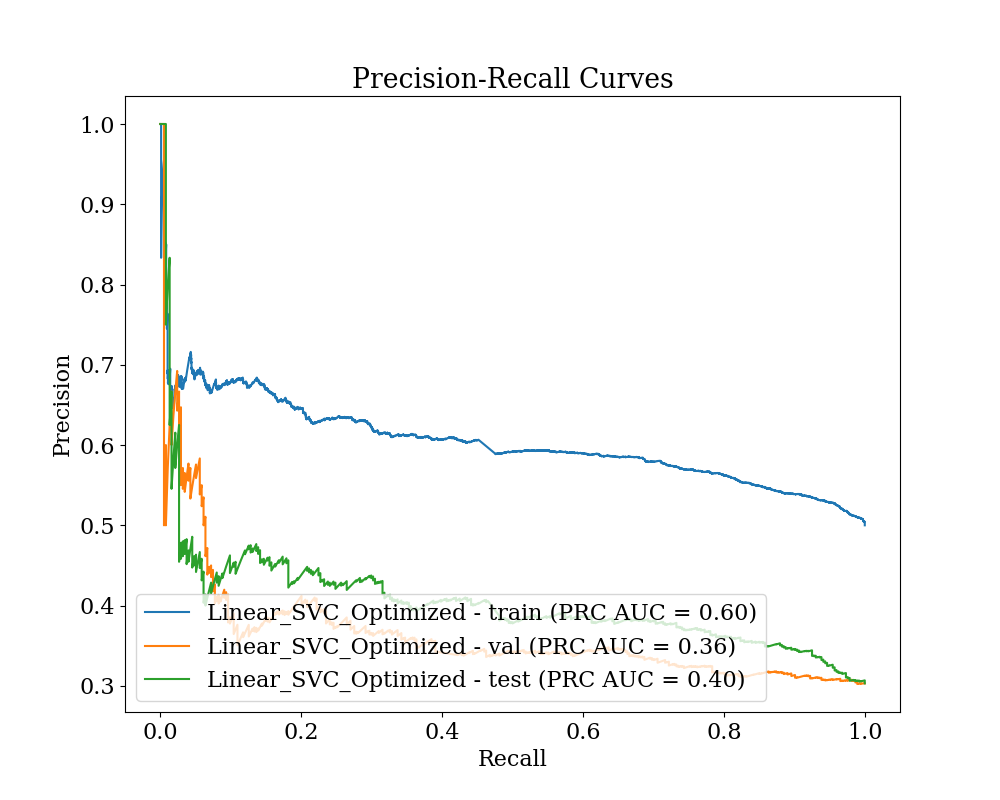 Precision-Recall Curves
1.0
0.9
0.8
0.7
0.6
0.5
0.4
0.3
Precision
Linear_SVC_Optimized - train (PRC AUC = 0.60)
Linear_SVC_Optimized - val (PRC AUC = 0.36)
Linear_SVC_Optimized - test (PRC AUC = 0.40)
0.0 0.2 0.4 0.6 0.8 1.0
Recall